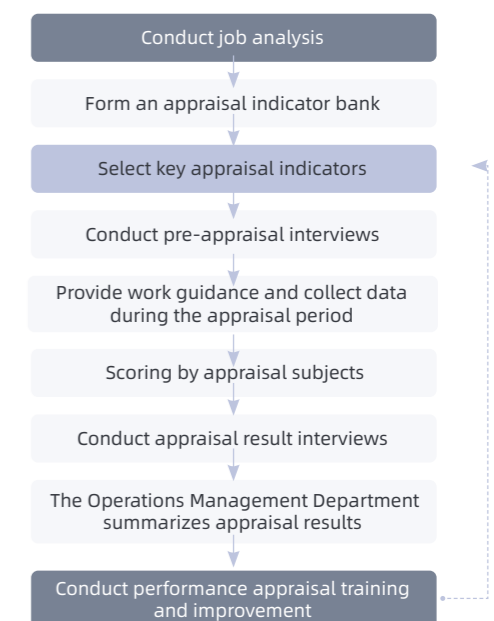 Conduct job analysis
Form an appraisal indicator bank
Select key appraisal indicators
Conduct pre-appraisal interviews
Provide work guidance and collect data
during the appraisal period
Scoring by appraisal subjects
Conduct appraisal result interviews
The Operations Management Department
summarizes appraisal results
Conduct performance appraisal training
and improvement